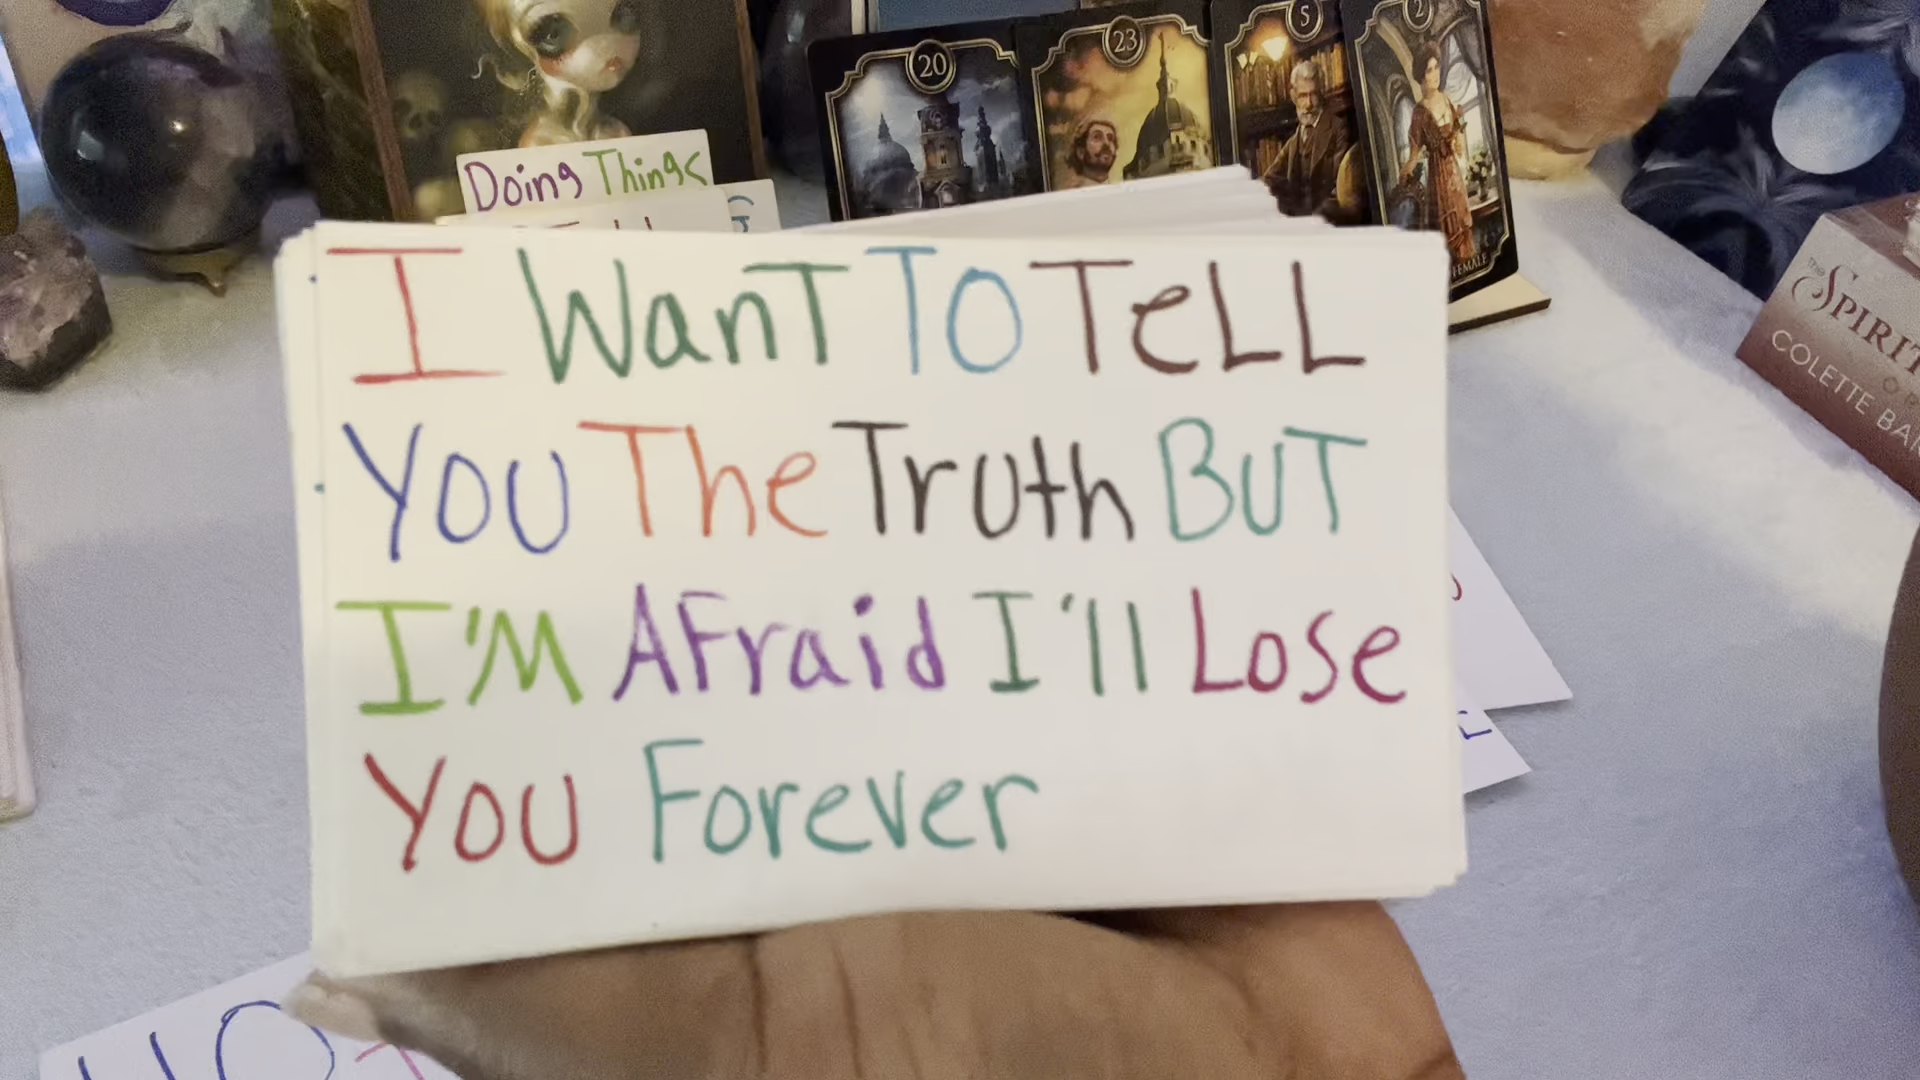 20
23
5
2
FEMALE
Doing Things
I WanT TO TeLL
YOU The Truth BuT
I'M AFraid I'll Lose
YOU Forever
THE
SPIRIT
COLETTE BA